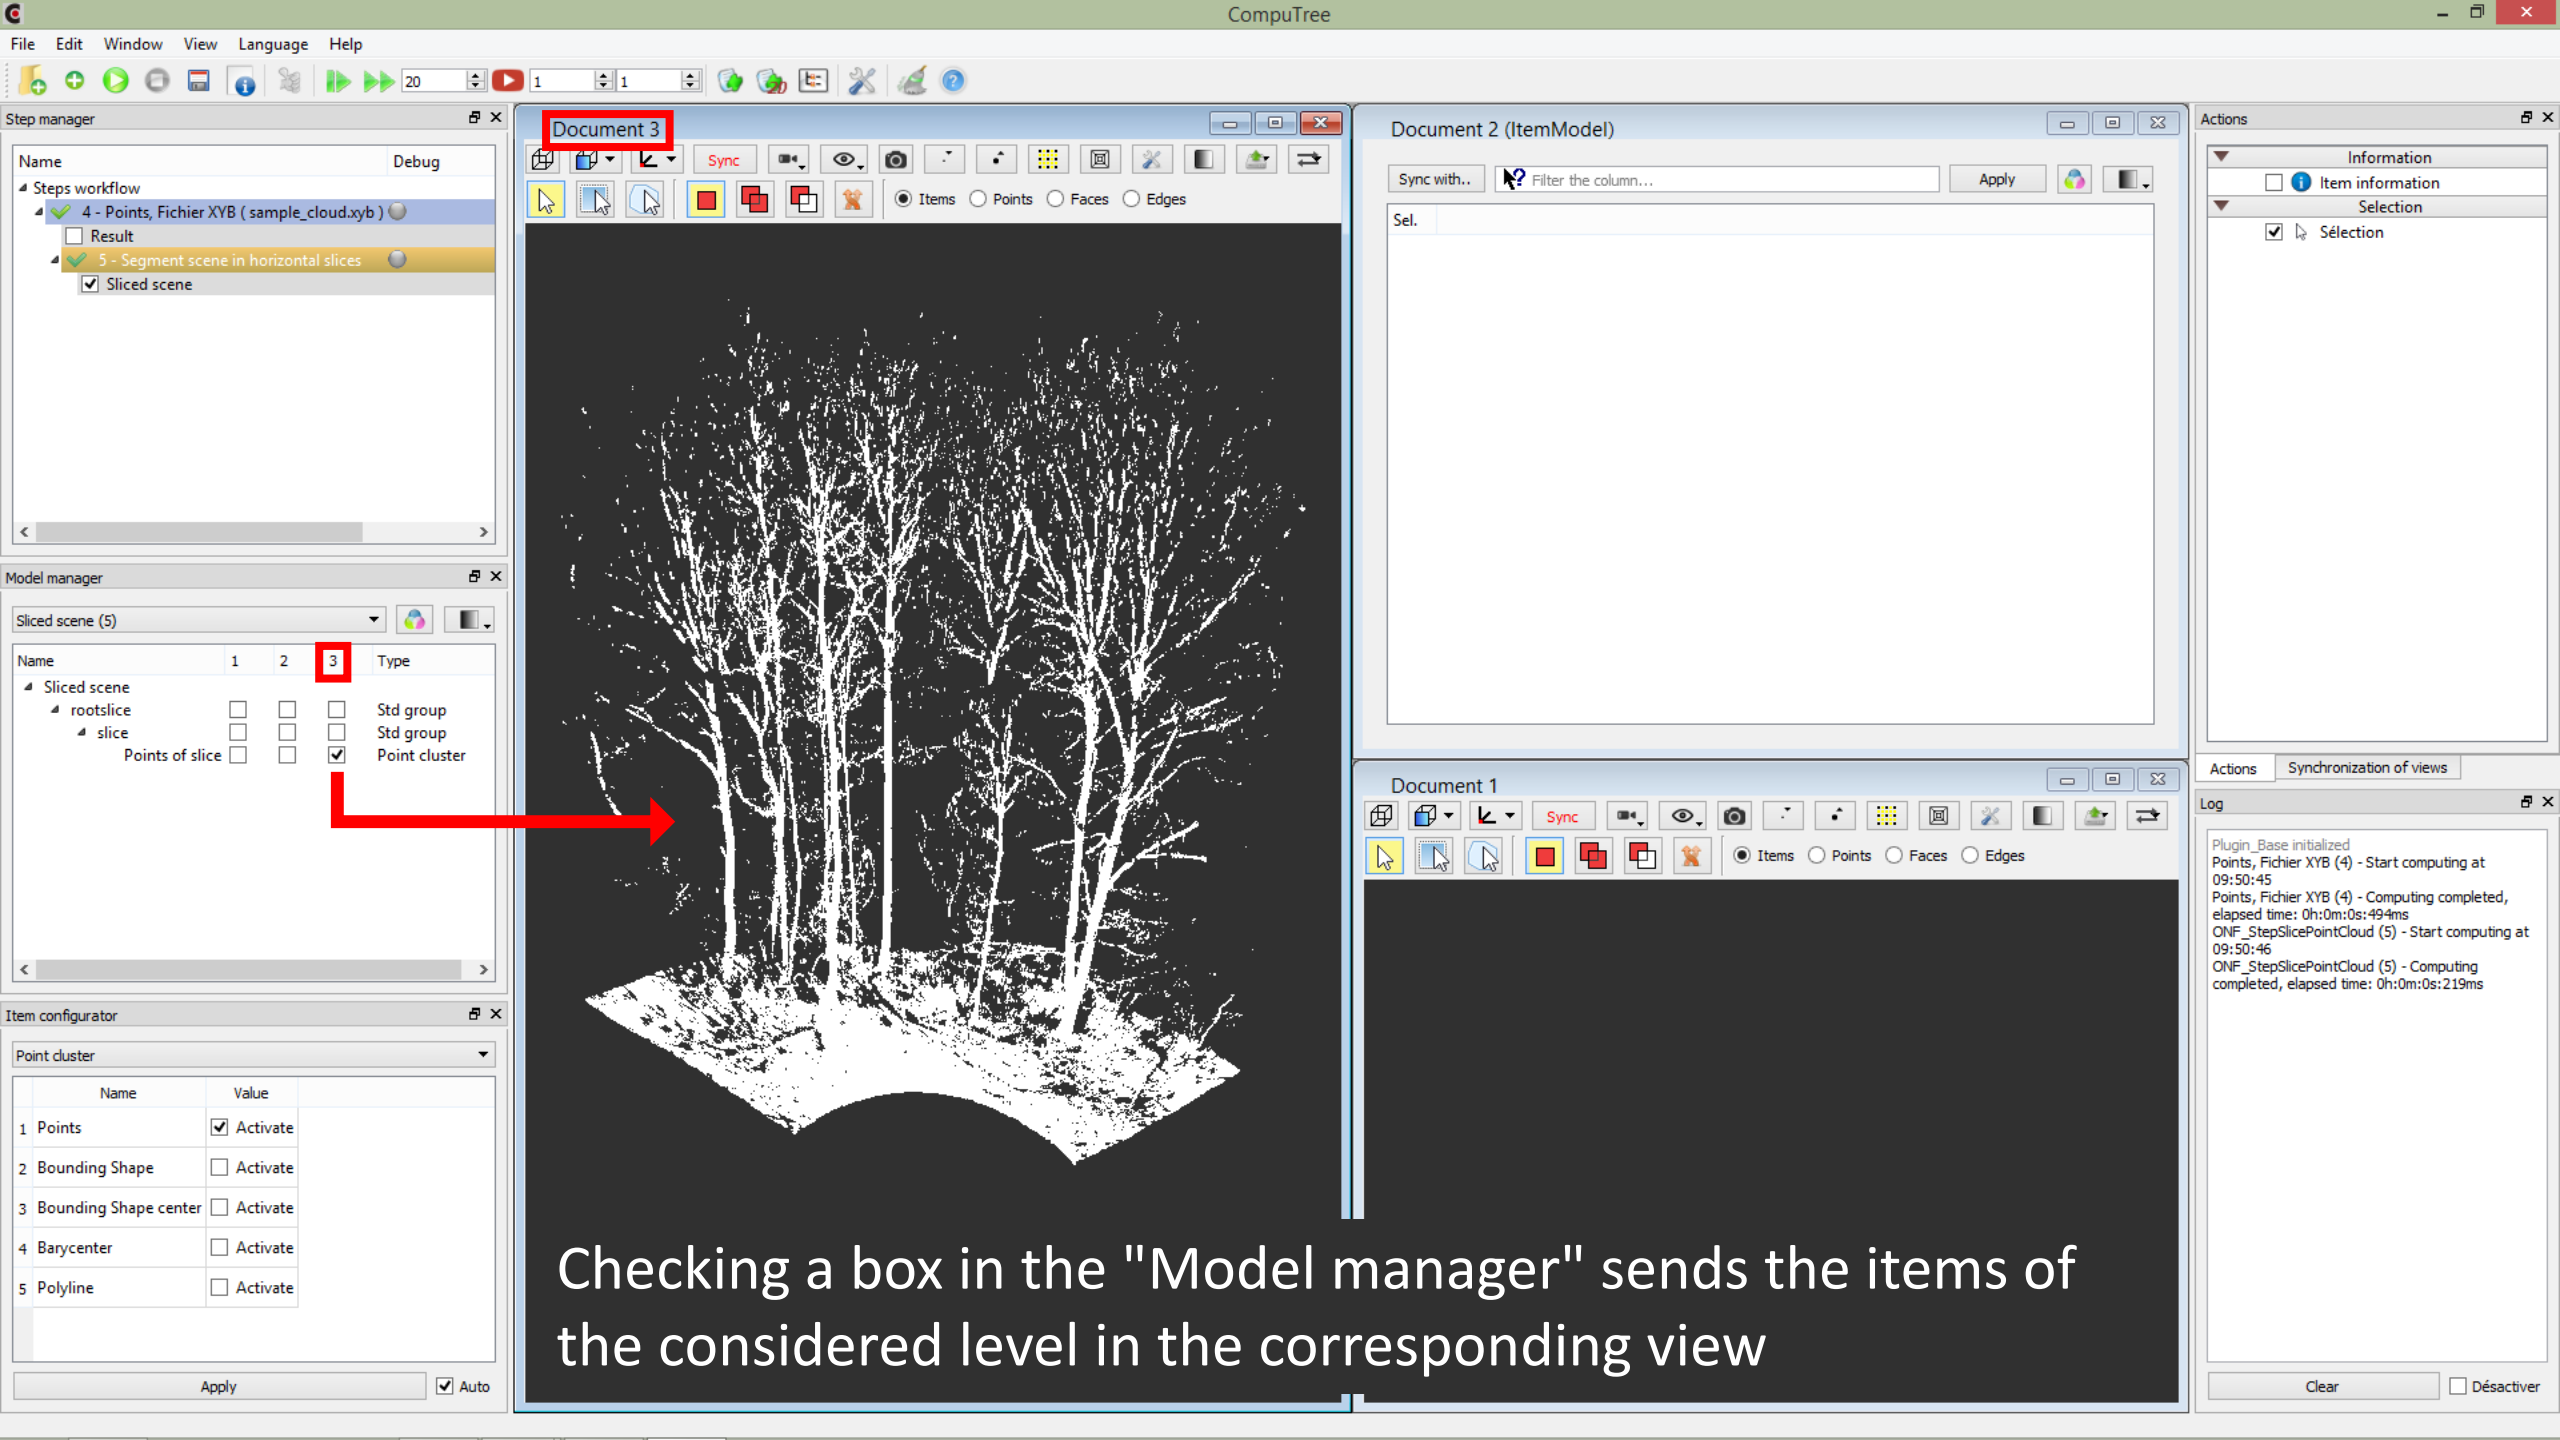 CompuTree
File Edit Window View Language Help
20 1 1
Step manager
Name Debug
Steps workflow
4 - Points, Fichier XYB ( sample_cloud.xyb )
Result
5 - Segment scene in horizontal slices
Sliced scene
Model manager
Sliced scene (5)
Name 1 2 3 Type
Sliced scene
rootslice Std group
slice Std group
Points of slice Point cluster
Item configurator
Point cluster
Name Value
1 Points Activate
2 Bounding Shape Activate
3 Bounding Shape center Activate
4 Barycenter Activate
5 Polyline Activate
Apply Auto
Document 3
Sync
Items Points Faces Edges
Document 2 (ItemModel)
Sync with.. Filter the column... Apply
Sel.
Document 1
Sync
Items Points Faces Edges
Checking a box in the "Model manager" sends the items of
the considered level in the corresponding view
Actions
Information
Item information
Selection
Sélection
Actions Synchronization of views
Log
Plugin_Base initialized
Points, Fichier XYB (4) - Start computing at
09:50:45
Points, Fichier XYB (4) - Computing completed,
elapsed time: 0h:0m:0s:494ms
ONF_StepSlicePointCloud (5) - Start computing at
09:50:46
ONF_StepSlicePointCloud (5) - Computing
completed, elapsed time: 0h:0m:0s:219ms
Clear Désactiver